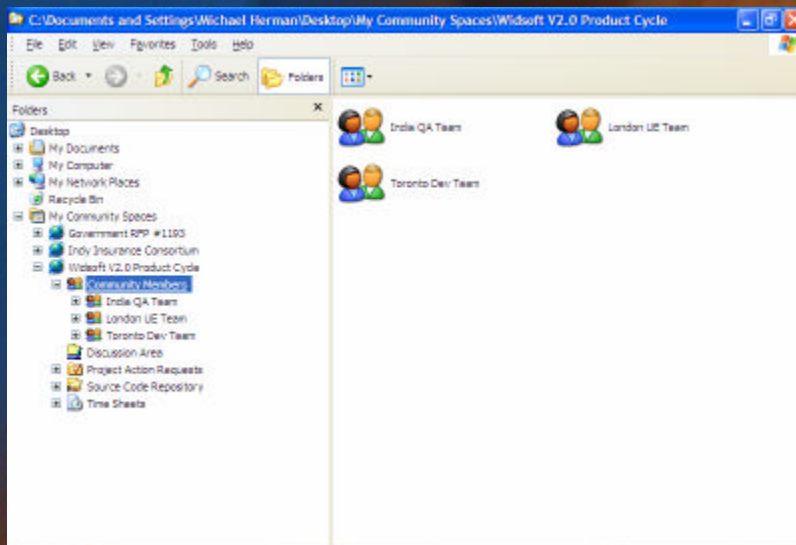 C:\Documents and Settings\Michael Herman\Desktop\My Community Spaces\Widsoft V2.0 Product Cycle
File Edit View Favorites Tools Help
Back Search Folders
Folders x
Desktop
My Documents
My Computer
My Network Places
Recycle Bin
My Community Spaces
Government RFP #1193
Indy Insurance Consortium
Widsoft V2.0 Product Cycle
Community Members
India QA Team
London UE Team
Toronto Dev Team
Discussion Area
Project Action Requests
Source Code Repository
Time Sheets
India QA Team
London UE Team
Toronto Dev Team